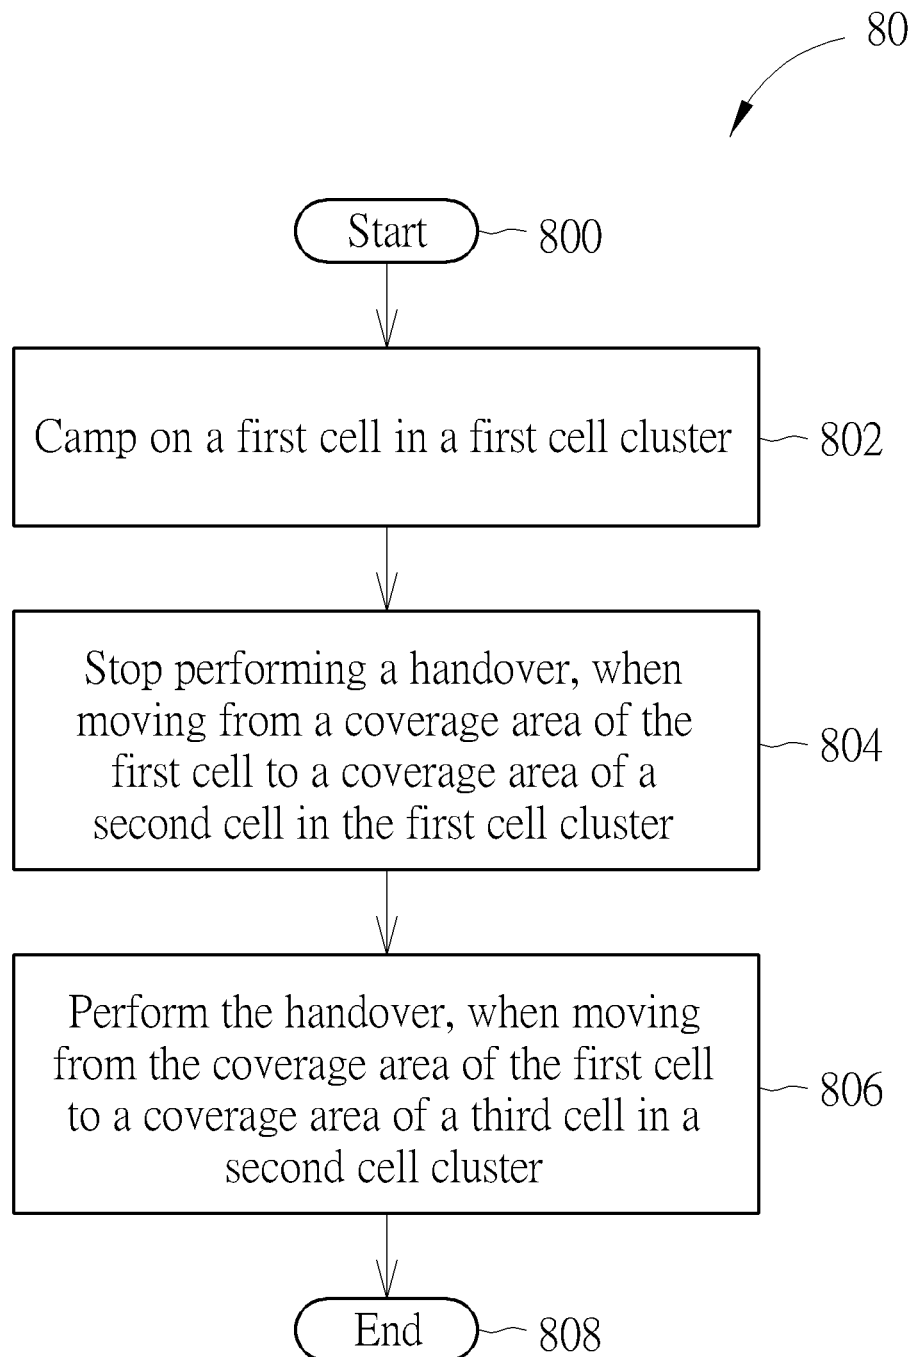 80
Start
800
Camp on a first cell in a first cell cluster
802
Stop performing a handover, when
moving from a coverage area of the
first cell to a coverage area of a
second cell in the first cell cluster
804
Perform the handover, when moving
from the coverage area of the first cell
to a coverage area of a third cell in a
second cell cluster
806
End
808